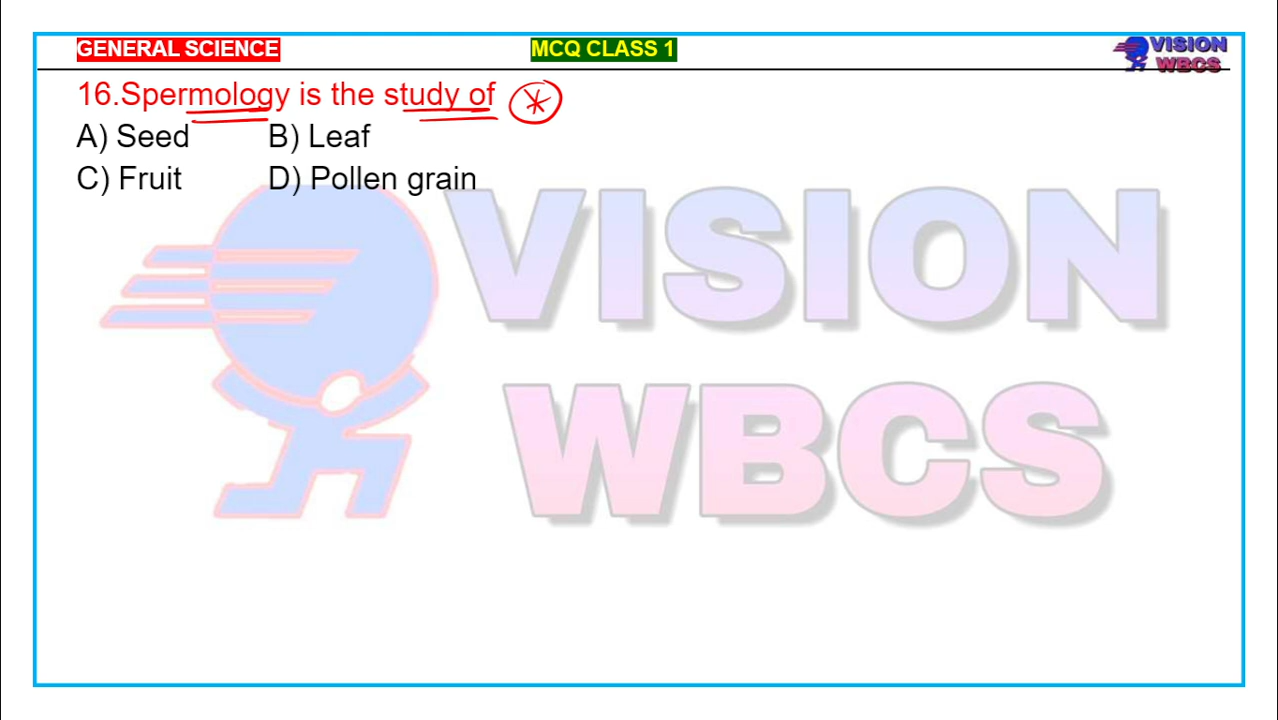 GENERAL SCIENCE MCQ CLASS 1 VISION
WBCS
16.Spermology is the study of
A) Seed B) Leaf
C) Fruit D) Pollen grain
VISION
WBCS